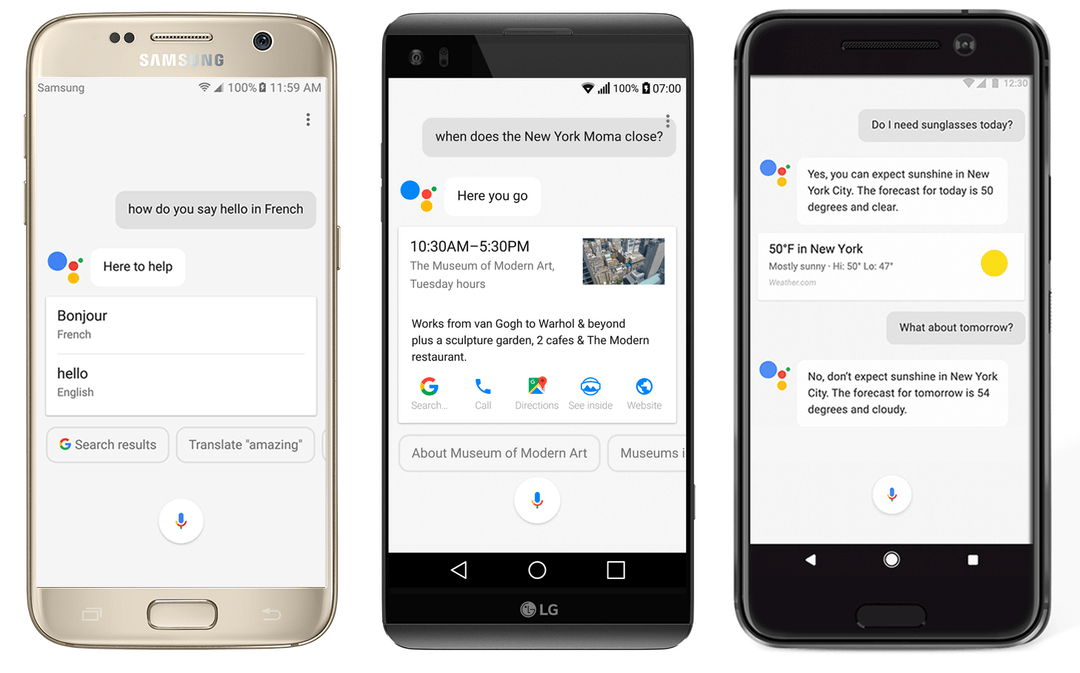 SAMSUNG
Samsung
100% 11:59 AM
how do you say hello in French
Here to help
Bonjour
French
hello
English
Search results
Translate "amazing"
100% 07:00
when does the New York Moma close?
Here you go
10:30AM–5:30PM
The Museum of Modern Art,
Tuesday hours
Works from van Gogh to Warhol & beyond
plus a sculpture garden, 2 cafes & The Modern
restaurant.
Search...
Call
Directions
See inside
Website
About Museum of Modern Art
Museums i
LG
12:30
Do I need sunglasses today?
Yes, you can expect sunshine in New
York City. The forecast for today is 50
degrees and clear.
50°F in New York
Mostly sunny · Hi: 50° Lo: 47°
Weather.com
What about tomorrow?
No, don't expect sunshine in New York
City. The forecast for tomorrow is 54
degrees and cloudy.